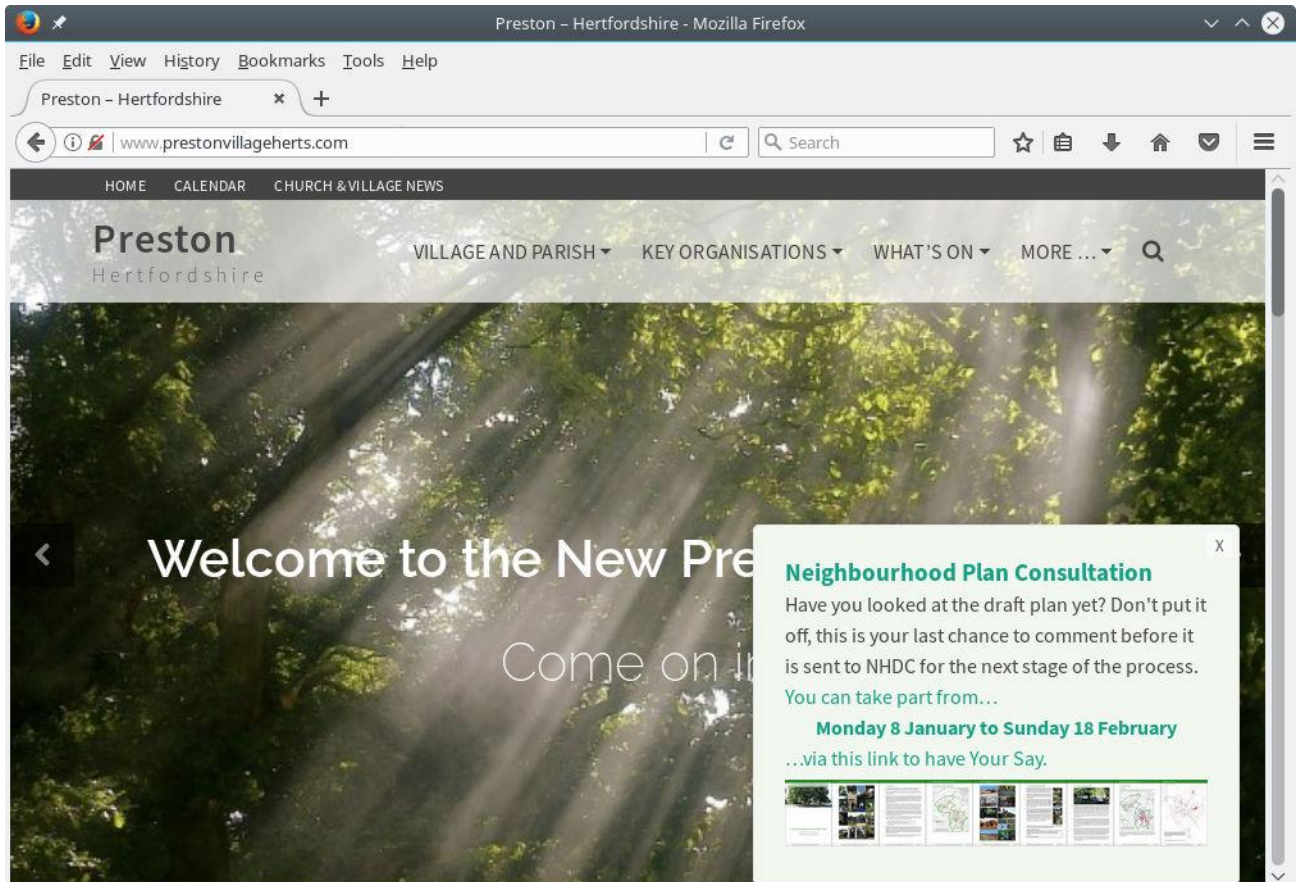 Preston – Hertfordshire - Mozilla Firefox
File Edit View History Bookmarks Tools Help
Preston – Hertfordshire
www.prestonvillageherts.com
Search
HOME CALENDAR CHURCH & VILLAGE NEWS
Preston
Hertfordshire
VILLAGE AND PARISH KEY ORGANISATIONS WHAT'S ON MORE ...
Welcome to the New Pre
Come on i
X
Neighbourhood Plan Consultation
Have you looked at the draft plan yet? Don't put it
off, this is your last chance to comment before it
is sent to NHDC for the next stage of the process.
You can take part from…
Monday 8 January to Sunday 18 February
…via this link to have Your Say.